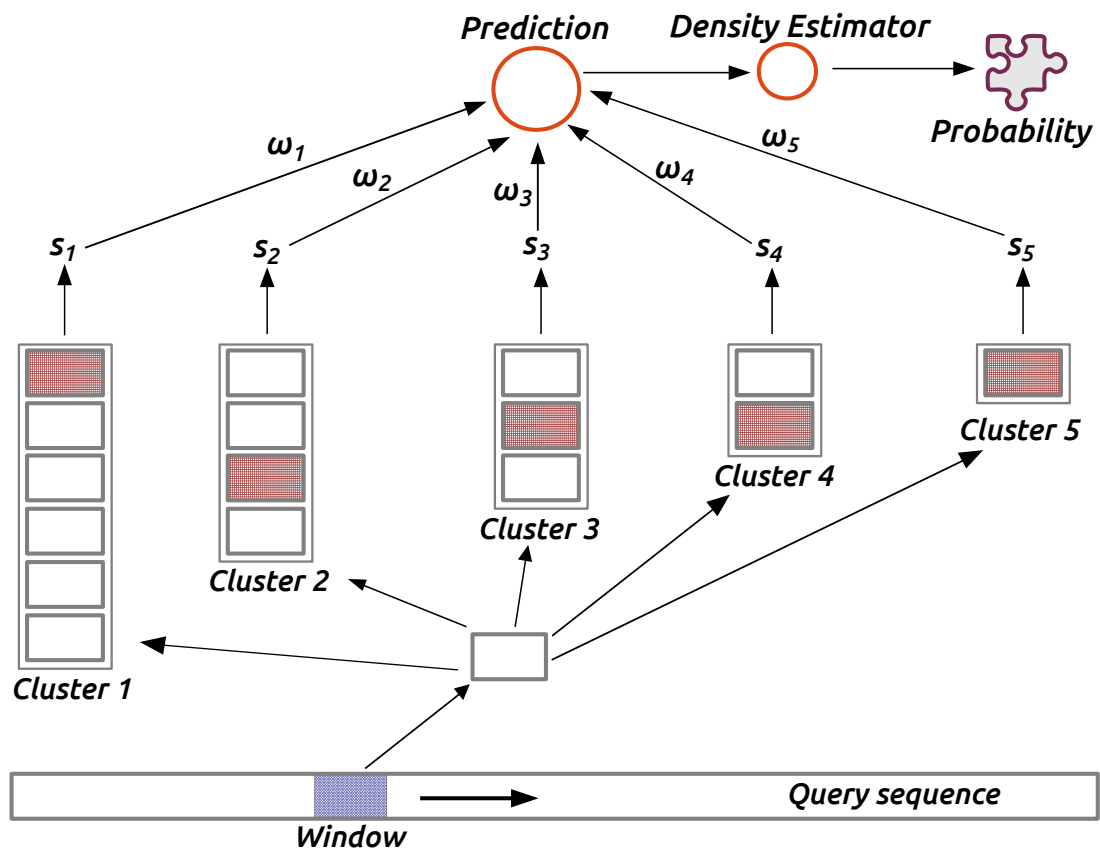 Prediction
Density Estimator
Probability
ω1
ω2
ω3
ω4
ω5
s1
s2
s3
s4
s5
Cluster 5
Cluster 4
Cluster 3
Cluster 2
Cluster 1
Query sequence
Window